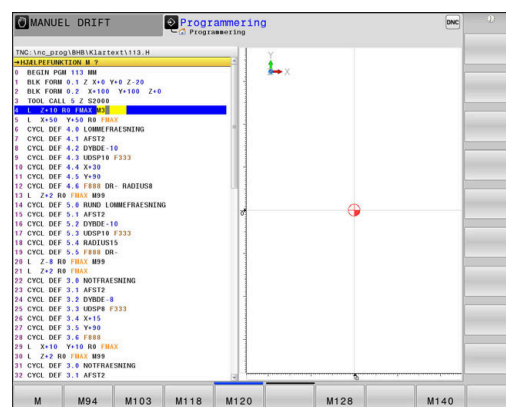 MANUEL DRIFT
Programmering
Programmering
DNC
TNC:\nc_prog\BHB\Klartext\113.H
→HJÆLPEFUNKTION M ?
0 BEGIN PGM 113 MM
1 BLK FORM 0.1 Z X+0 Y+0 Z-20
2 BLK FORM 0.2 X+100 Y+100 Z+0
3 TOOL CALL 5 Z S2000
4 L Z+10 R0 FMAX M3
5 L X+50 Y+50 R0 FMAX
6 CYCL DEF 4.0 LOMMEFRAESNING
7 CYCL DEF 4.1 AFST2
8 CYCL DEF 4.2 DYBDE-10
9 CYCL DEF 4.3 UDSP10 F333
10 CYCL DEF 4.4 X+30
11 CYCL DEF 4.5 Y+90
12 CYCL DEF 4.6 F888 DR- RADIUS8
13 L Z+2 R0 FMAX M99
14 CYCL DEF 5.0 RUND LOMMEFRAESNING
15 CYCL DEF 5.1 AFST2
16 CYCL DEF 5.2 DYBDE-10
17 CYCL DEF 5.3 UDSP10 F333
18 CYCL DEF 5.4 RADIUS15
19 CYCL DEF 5.5 F888 DR-
20 L Z-8 R0 FMAX M99
21 L Z+2 R0 FMAX
22 CYCL DEF 3.0 NOTFRAESNING
23 CYCL DEF 3.1 AFST2
24 CYCL DEF 3.2 DYBDE-8
25 CYCL DEF 3.3 UDSP8 F333
26 CYCL DEF 3.4 X+15
27 CYCL DEF 3.5 Y+90
28 CYCL DEF 3.6 F888
29 L X+10 Y+10 R0 FMAX
30 L Z+2 R0 FMAX M99
31 CYCL DEF 3.0 NOTFRAESNING
32 CYCL DEF 3.1 AFST2
Y
X
M M94 M103 M118 M120 M128 M140